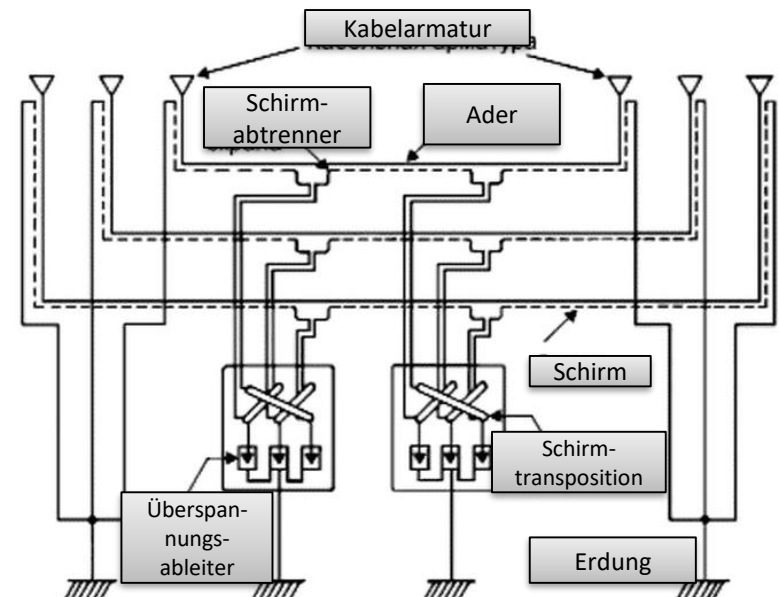 Kabelarmatur
Schirm-
abtrenner
Ader
Schirm
Schirm-
transposition
Überspan-
nungs-
ableiter
Erdung